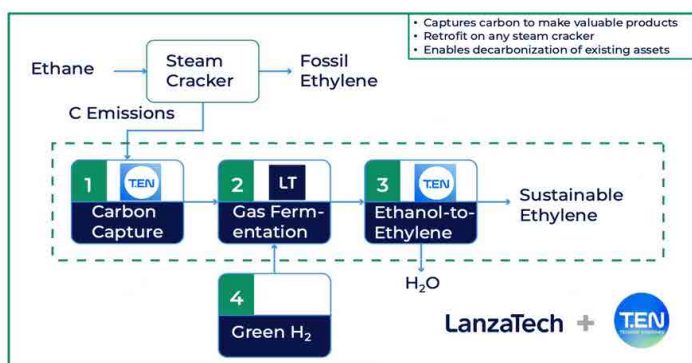 • Captures carbon to make valuable products
• Retrofit on any steam cracker
• Enables decarbonization of existing assets
Ethane
Steam
Cracker
Fossil
Ethylene
C Emissions
1
T.EN
Carbon
Capture
2
LT
Gas Ferm-
entation
3
T.EN
Ethanol-to-
Ethylene
Sustainable
Ethylene
H₂O
4
Green H₂
LanzaTech +
T.EN